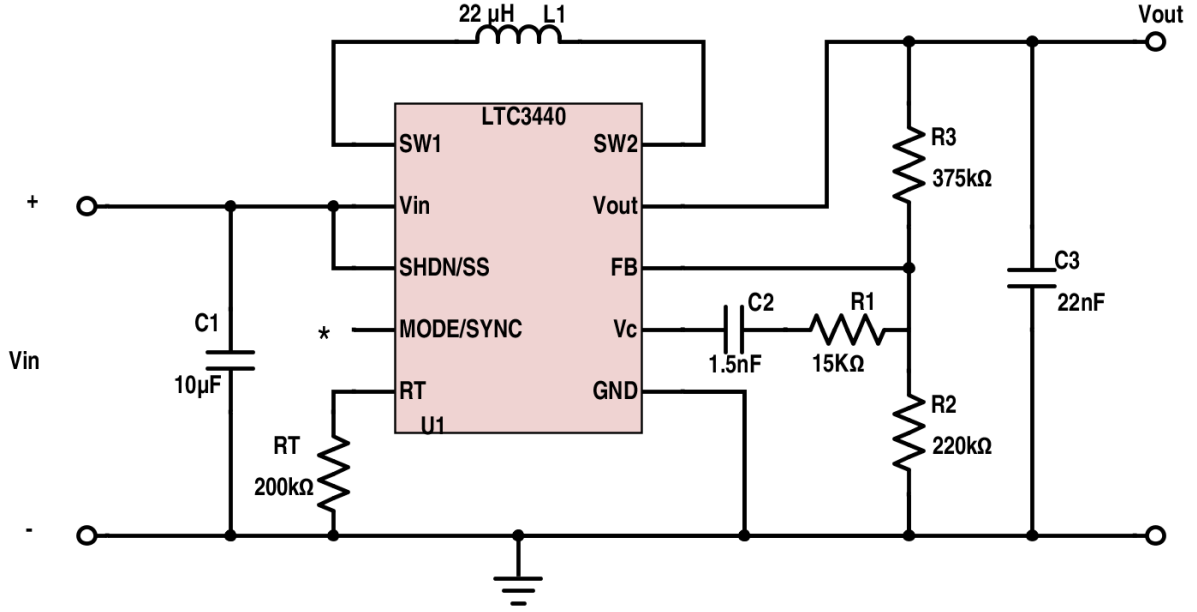 22 µH L1
Vout
LTC3440
SW1
SW2
R3
375kΩ
+
Vin
Vout
SHDN/SS
FB
C3
22nF
C2
R1
C1
*
MODE/SYNC
Vc
Vin
1.5nF
15KΩ
10µF
RT
GND
R2
220kΩ
U1
RT
200kΩ
-